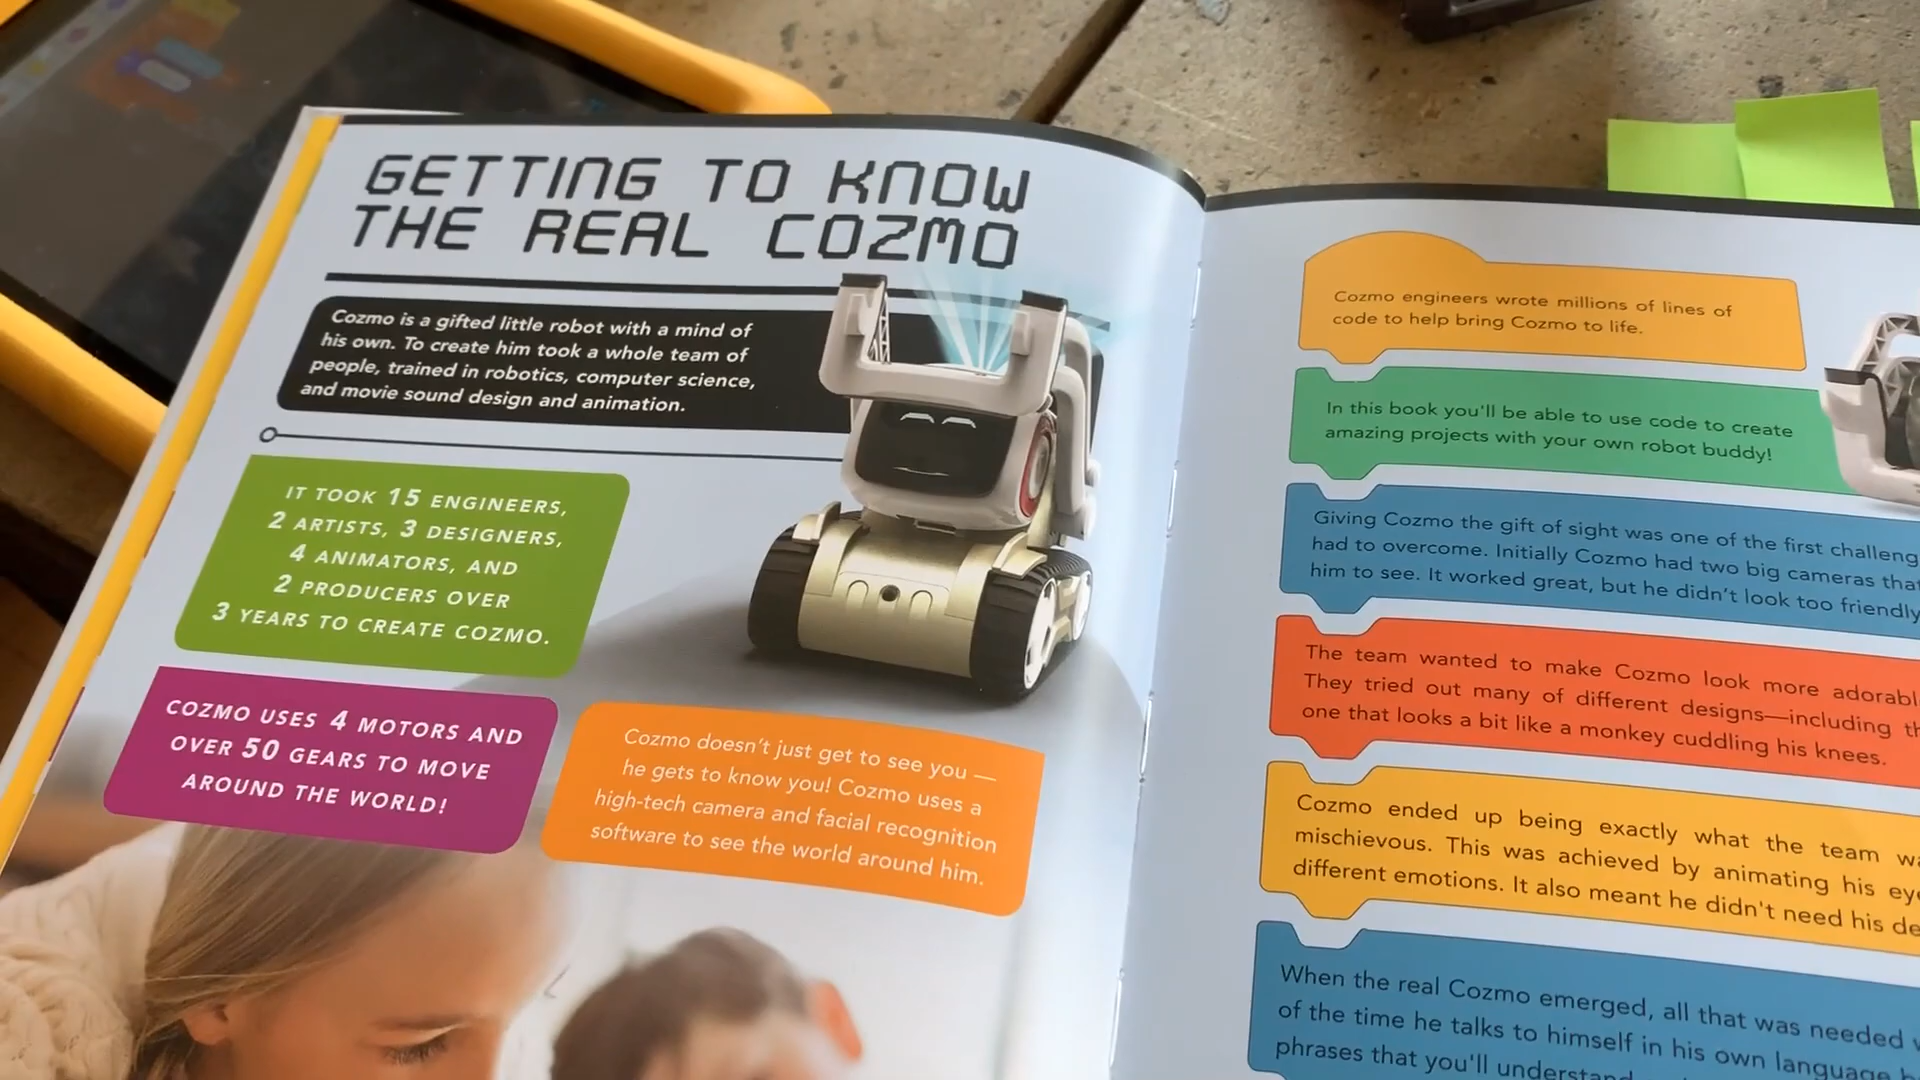 GETTING TO KNOW
THE REAL COZMO
Cozmo is a gifted little robot with a mind of
his own. To create him took a whole team of
people, trained in robotics, computer science,
and movie sound design and animation.
IT TOOK 15 ENGINEERS,
2 ARTISTS, 3 DESIGNERS,
4 ANIMATORS, AND
2 PRODUCERS OVER
3 YEARS TO CREATE COZMO.
COZMO USES 4 MOTORS AND
OVER 50 GEARS TO MOVE
AROUND THE WORLD!
Cozmo doesn't just get to see you —
he gets to know you! Cozmo uses a
high-tech camera and facial recognition
software to see the world around him.
Cozmo engineers wrote millions of lines of
code to help bring Cozmo to life.
In this book you'll be able to use code to create
amazing projects with your own robot buddy!
Giving Cozmo the gift of sight was one of the first
had to overcome. Initially Cozmo had two big cameras
him to see. It worked great, but he didn't look too friendly
The team wanted to make Cozmo look more
They tried out many of different designs—including
one that looks a bit like a monkey cuddling his knees.
Cozmo ended up being exactly what the team
mischievous. This was achieved by animating his
different emotions. It also meant he didn't need his
When the real Cozmo emerged, all that was needed
of the time he talks to himself in his own language
phrases that you'll understand